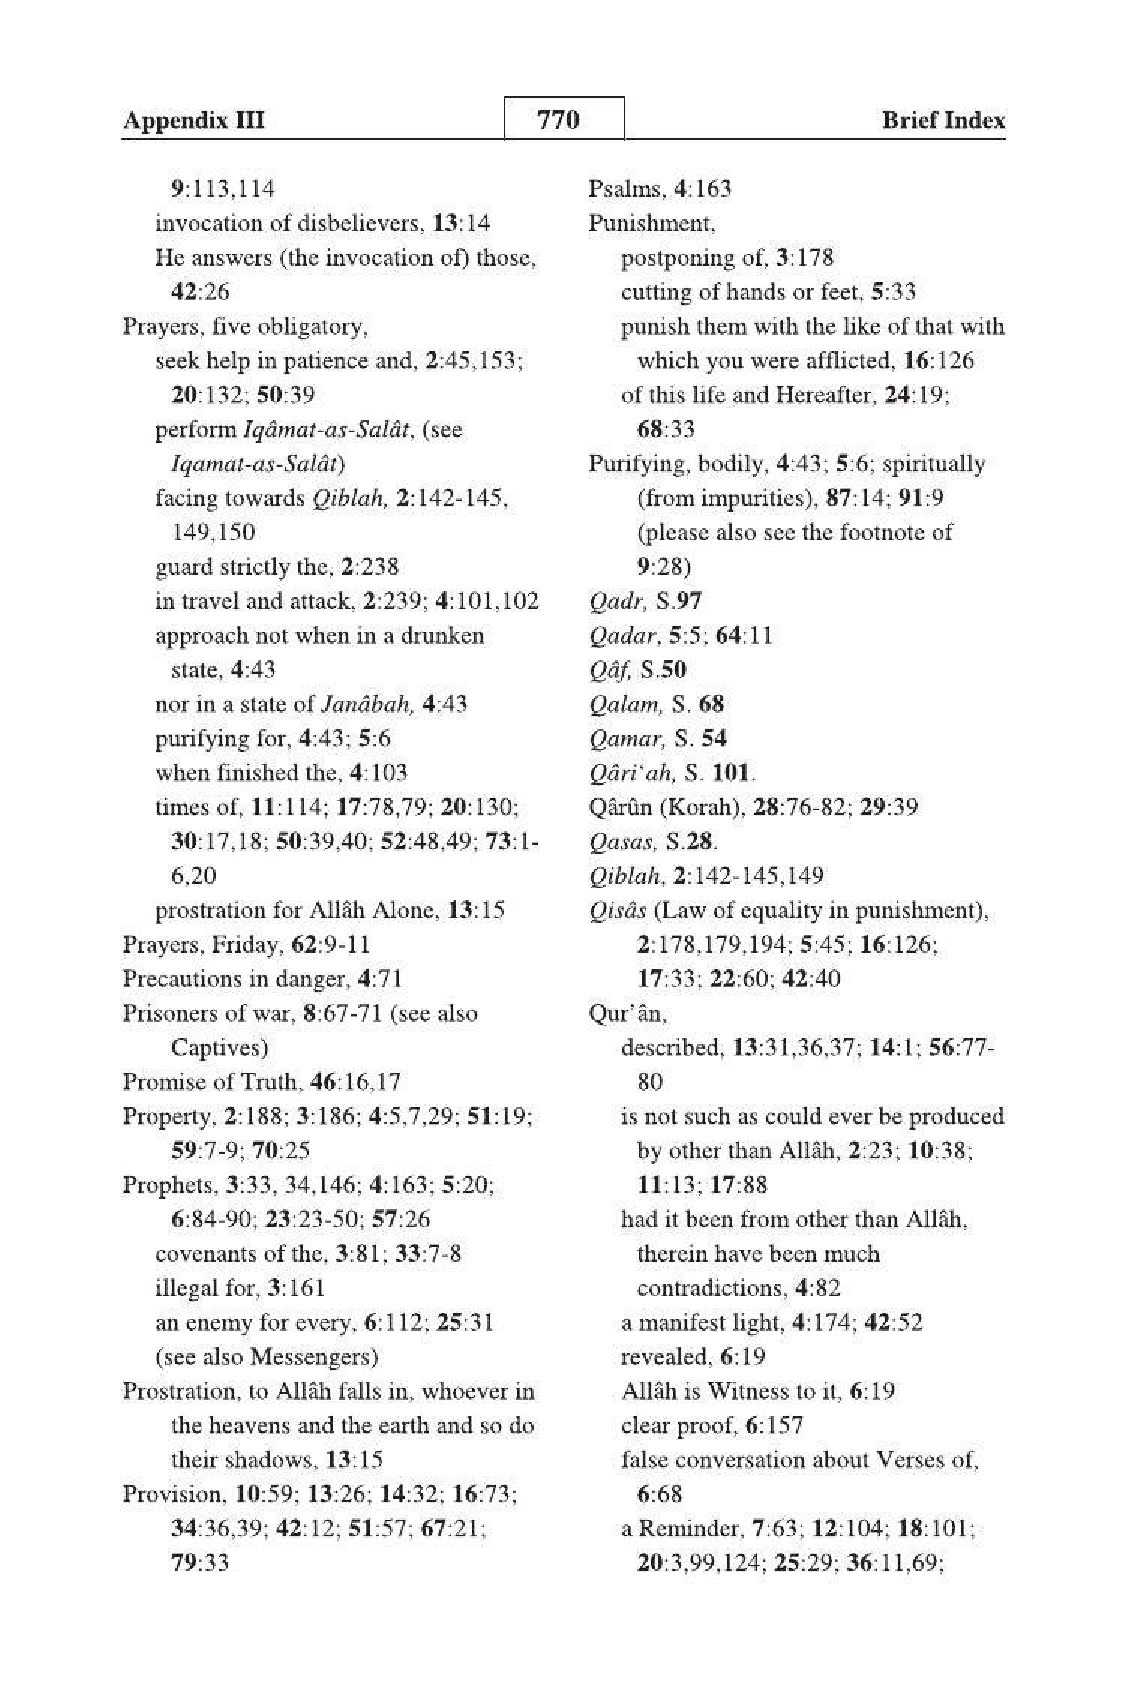 Appendix III 770 Brief Index
9:113,114
invocation of disbelievers, 13:14
He answers (the invocation of) those,
42:26
Prayers, five obligatory,
seek help in patience and, 2:45,153;
20:132; 50:39
perform Iqâmat-as-Salât, (see
Iqamat-as-Salât)
facing towards Qiblah, 2:142-145,
149,150
guard strictly the, 2:238
in travel and attack, 2:239; 4:101,102
approach not when in a drunken
state, 4:43
nor in a state of Janâbah, 4:43
purifying for, 4:43; 5:6
when finished the, 4:103
times of, 11:114; 17:78,79; 20:130;
30:17,18; 50:39,40; 52:48,49; 73:1-
6,20
prostration for Allâh Alone, 13:15
Prayers, Friday, 62:9-11
Precautions in danger, 4:71
Prisoners of war, 8:67-71 (see also
Captives)
Promise of Truth, 46:16,17
Property, 2:188; 3:186; 4:5,7,29; 51:19;
59:7-9; 70:25
Prophets, 3:33, 34,146; 4:163; 5:20;
6:84-90; 23:23-50; 57:26
covenants of the, 3:81; 33:7-8
illegal for, 3:161
an enemy for every, 6:112; 25:31
(see also Messengers)
Prostration, to Allâh falls in, whoever in
the heavens and the earth and so do
their shadows, 13:15
Provision, 10:59; 13:26; 14:32; 16:73;
34:36,39; 42:12; 51:57; 67:21;
79:33
Psalms, 4:163
Punishment,
postponing of, 3:178
cutting of hands or feet, 5:33
punish them with the like of that with
which you were afflicted, 16:126
of this life and Hereafter, 24:19;
68:33
Purifying, bodily, 4:43; 5:6; spiritually
(from impurities), 87:14; 91:9
(please also see the footnote of
9:28)
Qadr, S.97
Qadar, 5:5; 64:11
Qâf, S.50
Qalam, S. 68
Qamar, S. 54
Qâri‘ah, S. 101.
Qârûn (Korah), 28:76-82; 29:39
Qasas, S.28.
Qiblah, 2:142-145,149
Qisâs (Law of equality in punishment),
2:178,179,194; 5:45; 16:126;
17:33; 22:60; 42:40
Qur’ân,
described, 13:31,36,37; 14:1; 56:77-
80
is not such as could ever be produced
by other than Allâh, 2:23; 10:38;
11:13; 17:88
had it been from other than Allâh,
therein have been much
contradictions, 4:82
a manifest light, 4:174; 42:52
revealed, 6:19
Allâh is Witness to it, 6:19
clear proof, 6:157
false conversation about Verses of,
6:68
a Reminder, 7:63; 12:104; 18:101;
20:3,99,124; 25:29; 36:11,69;